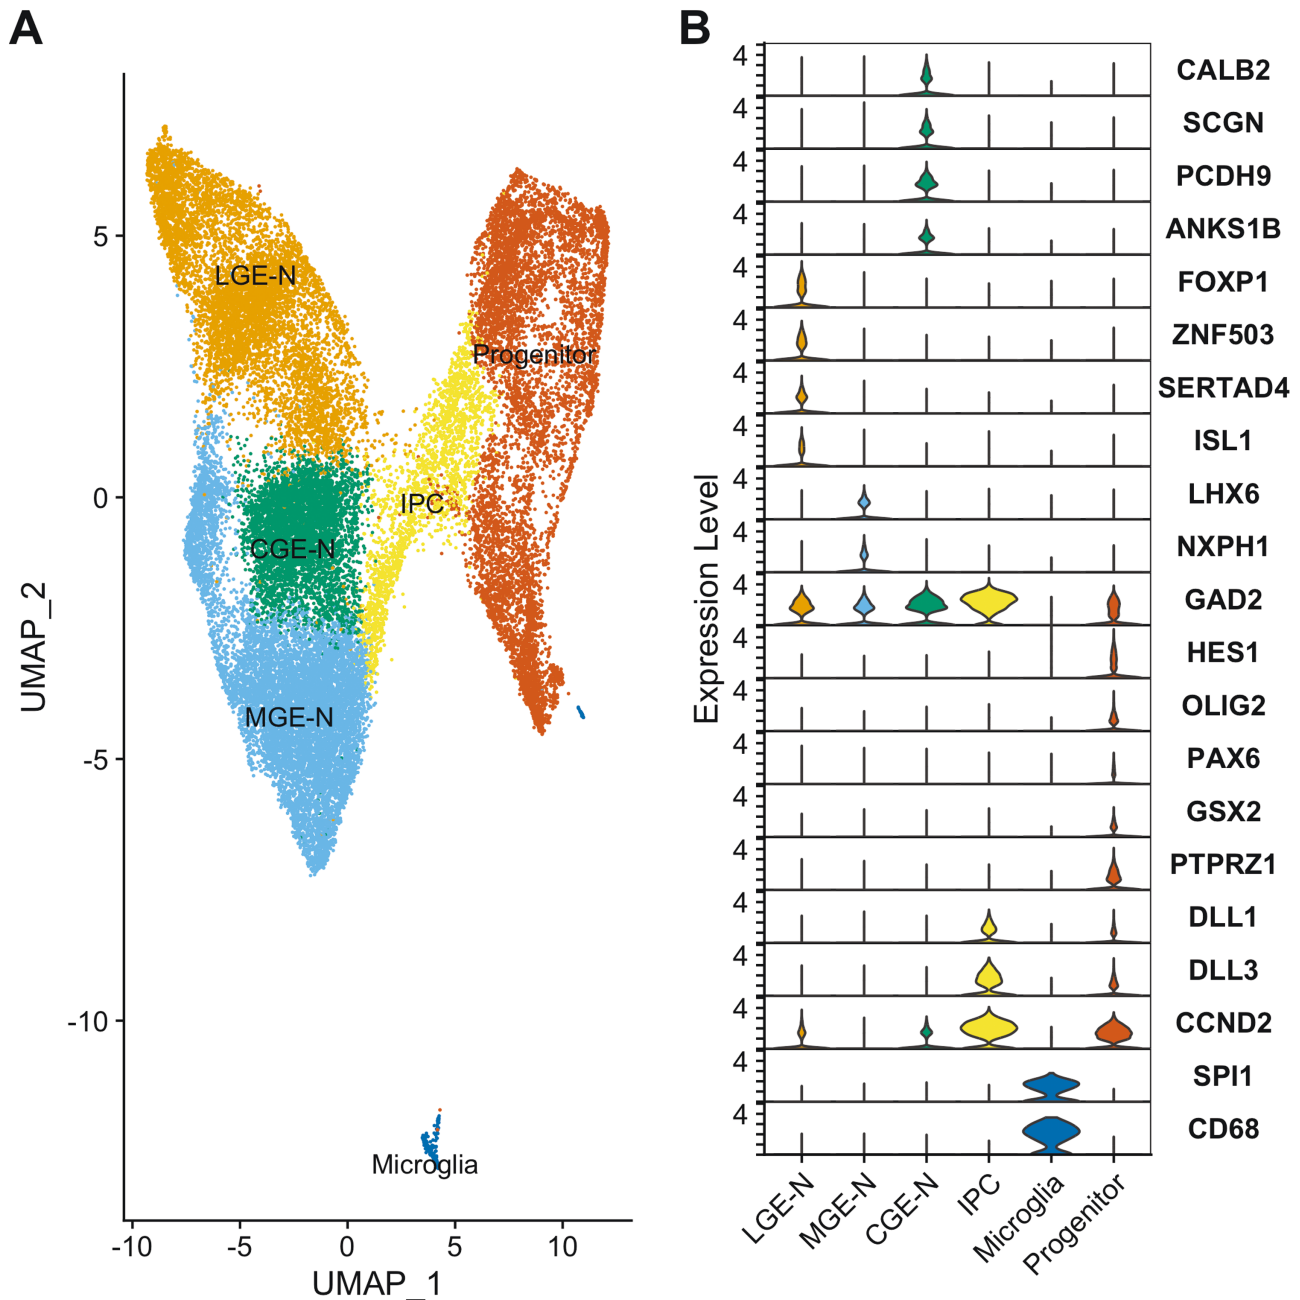 A
5
0
-5
-10
-10
-5
0
5
10
UMAP_1
UMAP_2
LGE-N
Progenitor
IPC
CGE-N
MGE-N
Microglia
B
Expression Level
4 CALB2
4 SCGN
4 PCDH9
4 ANKS1B
4 FOXP1
4 ZNF503
4 SERTAD4
4 ISL1
4 LHX6
4 NXPH1
4 GAD2
4 HES1
4 OLIG2
4 PAX6
4 GSX2
4 PTPRZ1
4 DLL1
4 DLL3
4 CCND2
4 SPI1
4 CD68
LGE-N
MGE-N
CGE-N
IPC
Microglia
Progenitor